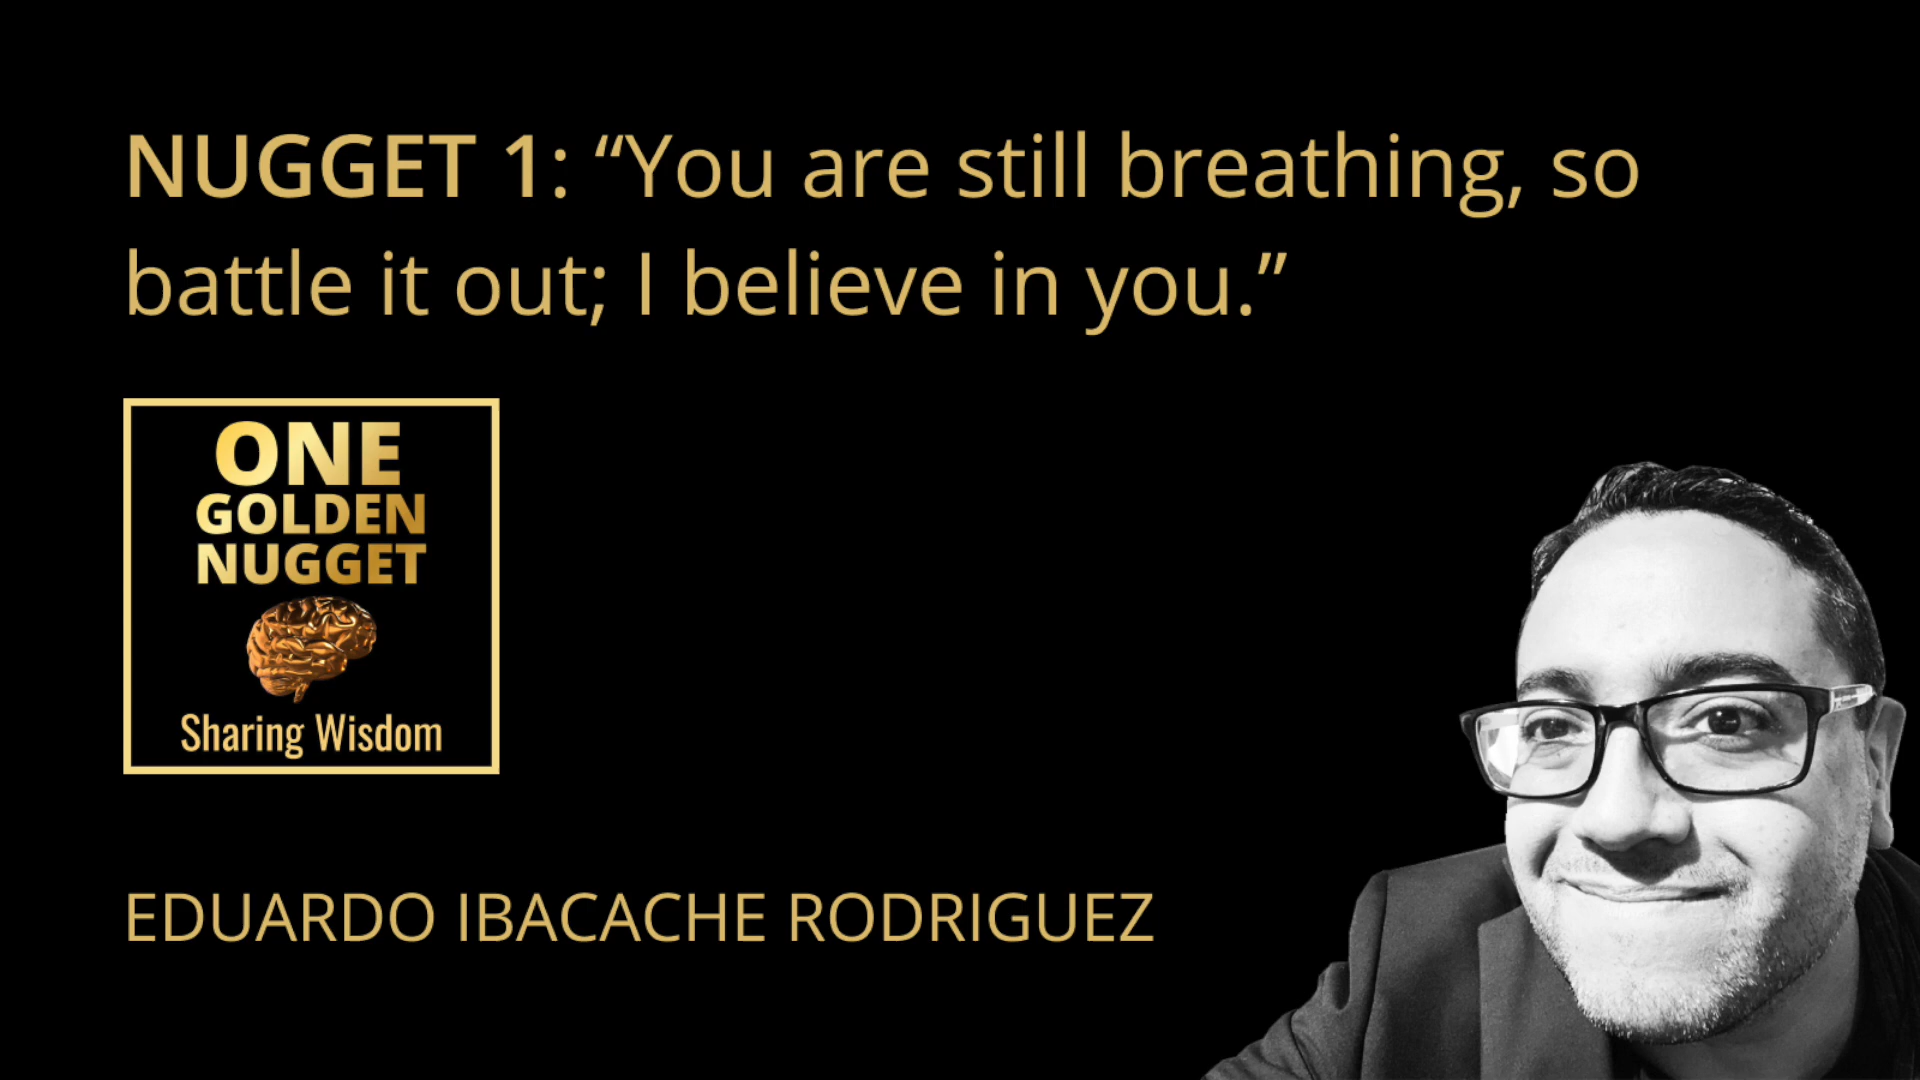 NUGGET 1: “You are still breathing, so
battle it out; I believe in you.”
ONE
GOLDEN
NUGGET
Sharing Wisdom
EDUARDO IBACACHE RODRIGUEZ